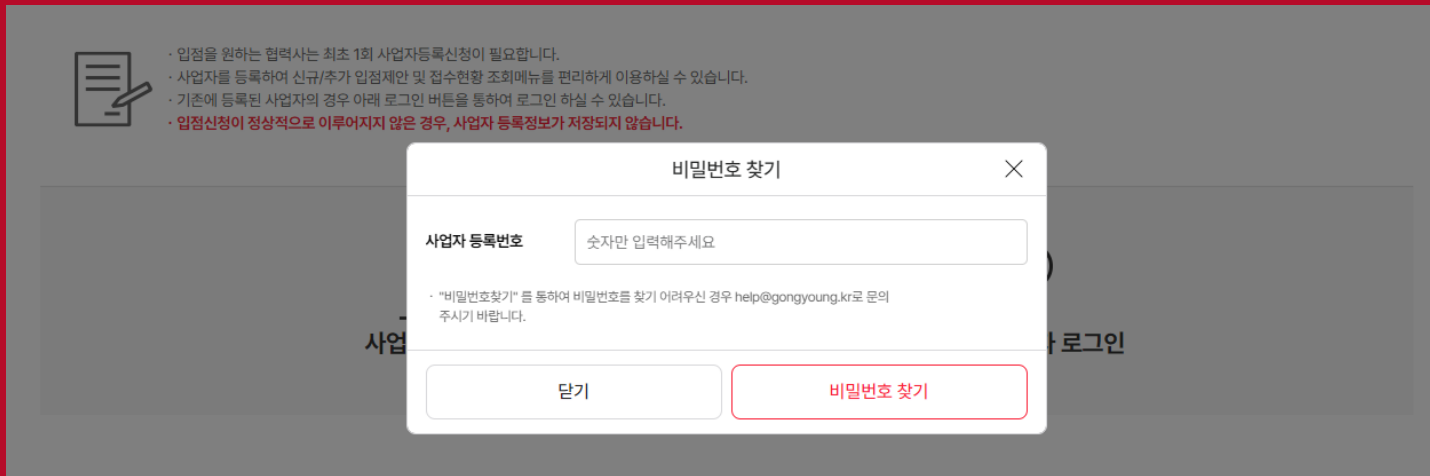 · 입점을 원하는 협력사는 최초 1회 사업자등록신청이 필요합니다.
· 사업자를 등록하여 신규/추가 입점제안 및 접수현황 조회메뉴를 편리하게 이용하실 수 있습니다.
· 기존에 등록된 사업자의 경우 아래 로그인 버튼을 통하여 로그인 하실 수 있습니다.
· 입점신청이 정상적으로 이루어지지 않은 경우, 사업자 등록정보가 저장되지 않습니다.
비밀번호 찾기
사업자 등록번호
숫자만 입력해주세요
· "비밀번호찾기" 를 통하여 비밀번호를 찾기 어려우신 경우 help@gongyoung.kr로 문의
주시기 바랍니다.
사업
로그인
닫기
비밀번호 찾기